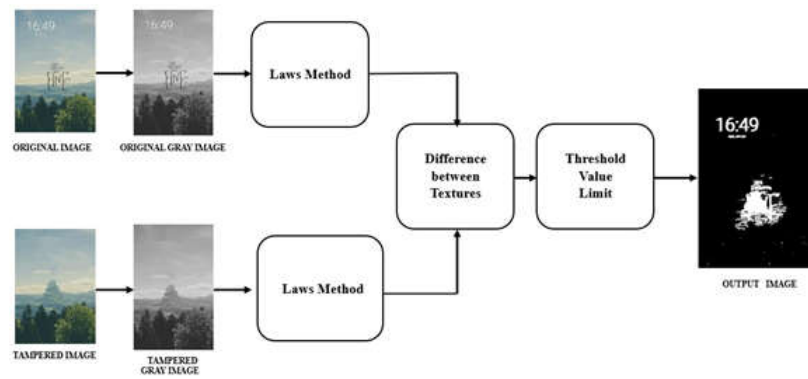 16:49
16:49
ORIGINAL IMAGE
ORIGINAL GRAY IMAGE
Laws Method
Difference
between
Textures
Threshold
Value
Limit
16:49
OUTPUT IMAGE
Laws Method
TAMPERED IMAGE
TAMPERED
GRAY IMAGE